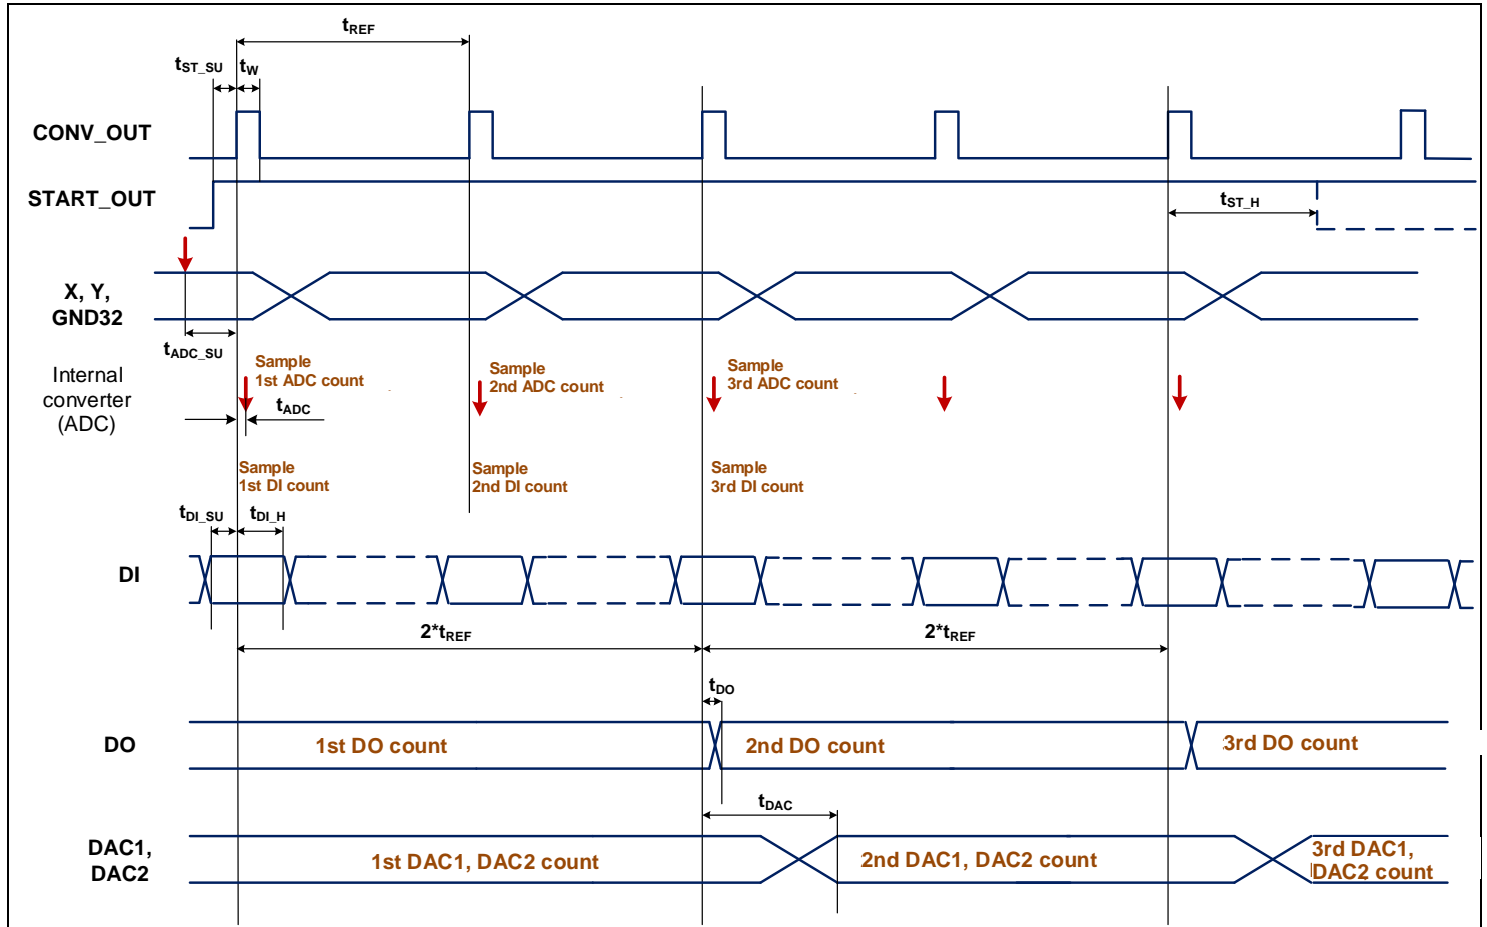 tREF
tST_SU
tW
CONV_OUT
START_OUT
tST_H
X, Y,
GND32
tADC_SU
Internal
converter
(ADC)
Sample
1st ADC count
Sample
2nd ADC count
Sample
3rd ADC count
tADC
Sample
1st DI count
Sample
2nd DI count
Sample
3rd DI count
tDI_SU
tDI_H
DI
2*tREF
2*tREF
tDO
DO
1st DO count
2nd DO count
3rd DO count
tDAC
DAC1,
DAC2
1st DAC1, DAC2 count
2nd DAC1, DAC2 count
3rd DAC1,
DAC2 count